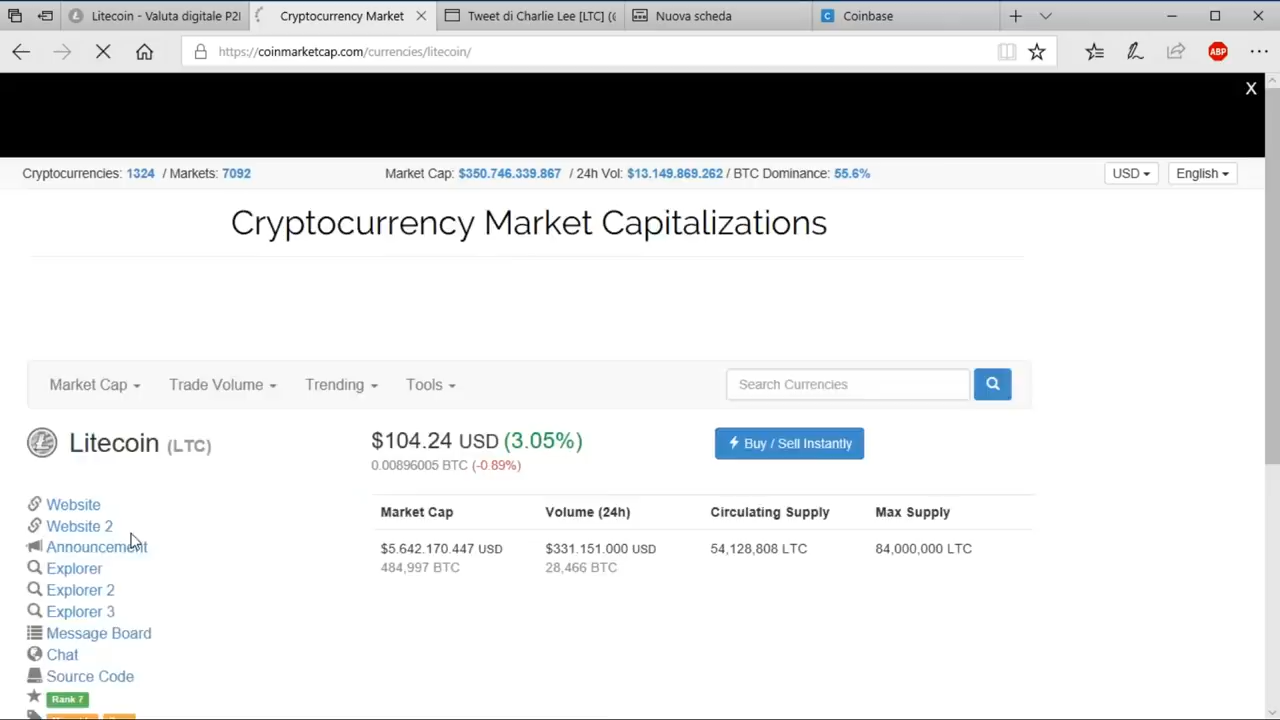 Litecoin - Valuta digitale P2I
Cryptocurrency Market
Tweet di Charlie Lee [LTC] (@
Nuova scheda
Coinbase
https://coinmarketcap.com/currencies/litecoin/
ABP
X
Cryptocurrencies: 1324 / Markets: 7092
Market Cap: $350.746.339.867 / 24h Vol: $13.149.869.262 / BTC Dominance: 55.6%
USD
English
Cryptocurrency Market Capitalizations
Market Cap
Trade Volume
Trending
Tools
Search Currencies
Litecoin (LTC)
$104.24 USD (3.05%)
0.00896005 BTC (-0.89%)
Buy / Sell Instantly
Website
Website 2
Announcement
Explorer
Explorer 2
Explorer 3
Message Board
Chat
Source Code
Rank 7
Market Cap
Volume (24h)
Circulating Supply
Max Supply
$5.642.170.447 USD
$331.151.000 USD
54,128,808 LTC
84,000,000 LTC
484,997 BTC
28,466 BTC